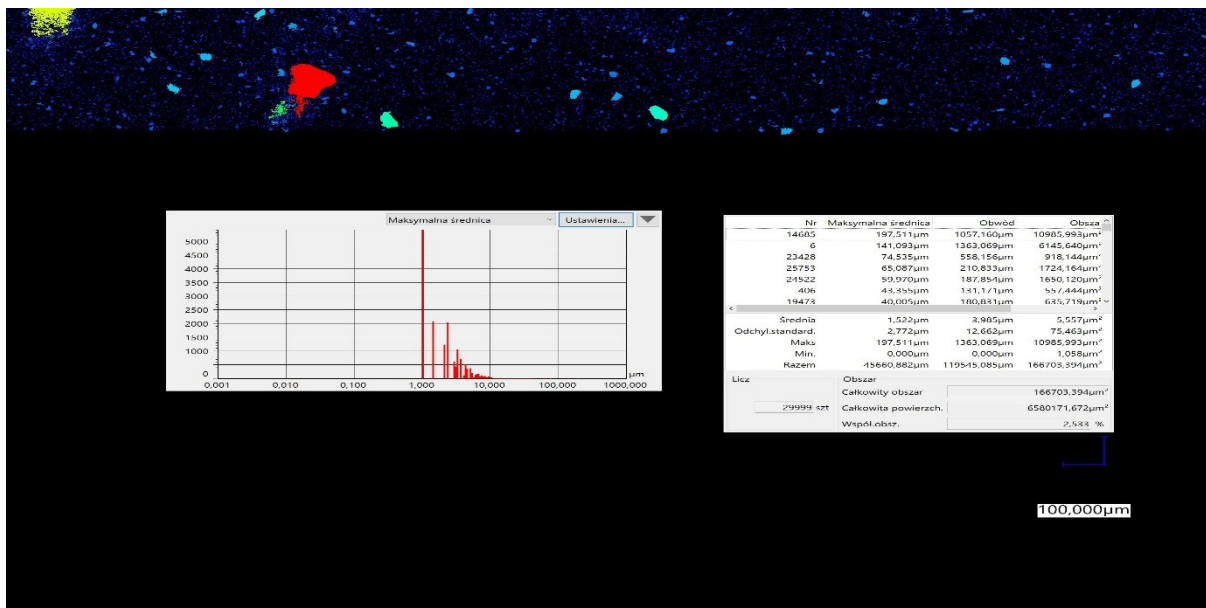 Maksymalna średnica Ustawienia...
5000
4500
4000
3500
3000
2500
2000
1500
1000
0
µm
0,001 0,010 0,100 1,000 10,000 100,000 1000,000
Nr Maksymalna średnica Obwód Obsza
14685 197,511µm 1057,160µm 10985,993µm²
6 141,093µm 1363,069µm 6145,640µm²
23428 74,535µm 558,156µm 918,144µm²
25753 65,087µm 210,833µm 1724,164µm²
24522 59,970µm 187,854µm 1650,120µm²
406 43,355µm 131,171µm 557,444µm²
19473 40,005µm 180,831µm 635,719µm²
Średnia 1,522µm 3,985µm 5,557µm²
Odchyl.standard. 2,772µm 12,662µm 75,463µm²
Maks 197,511µm 1363,069µm 10985,993µm²
Min. 0,000µm 0,000µm 1,058µm²
Razem 45660,882µm 119545,085µm 166703,394µm²
Licz Obszar
Całkowity obszar 166703,394µm²
29999 szt Całkowita powierzch. 6580171,672µm²
Współ.obsz. 2,533 %
100,000µm